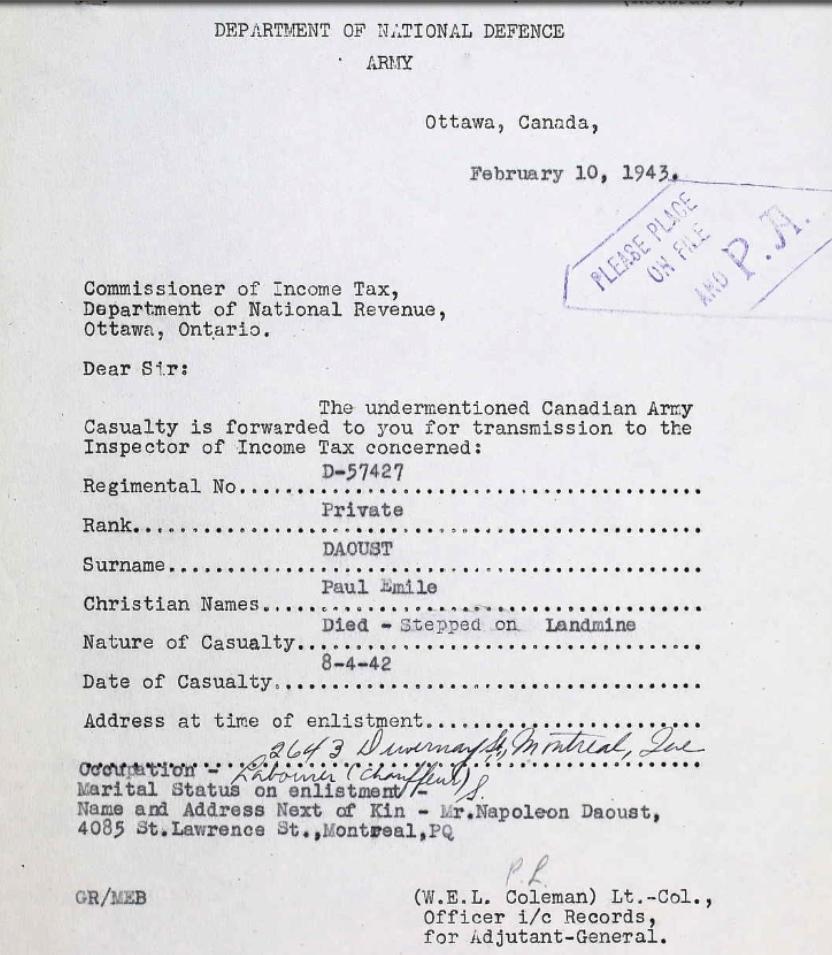 DEPARTMENT OF NATIONAL DEFENCE
ARMY
Ottawa, Canada,
February 10, 1943.
PLEASE PLACE
ON FILE
AND P.A.
Commissioner of Income Tax,
Department of National Revenue,
Ottawa, Ontario.
Dear Sir:
The undermentioned Canadian Army
Casualty is forwarded to you for transmission to the
Inspector of Income Tax concerned:
D-57427
Regimental No.......................................
Private
Rank................................................
DAOUST
Surname.............................................
Paul Emile
Christian Names.....................................
Died - Stepped on Landmine
Nature of Casualty..................................
8-4-42
Date of Casualty....................................
Address at time of enlistment.......................
2643 Duvernay St., Montreal, Que
Occupation - Labourer (Chauffeur)
Marital Status on enlistment - S.
Name and Address Next of Kin - Mr.Napoleon Daoust,
4085 St.Lawrence St.,Montreal,PQ
P.L.
GR/MEB
(W.E.L. Coleman) Lt.-Col.,
Officer i/c Records,
for Adjutant-General.